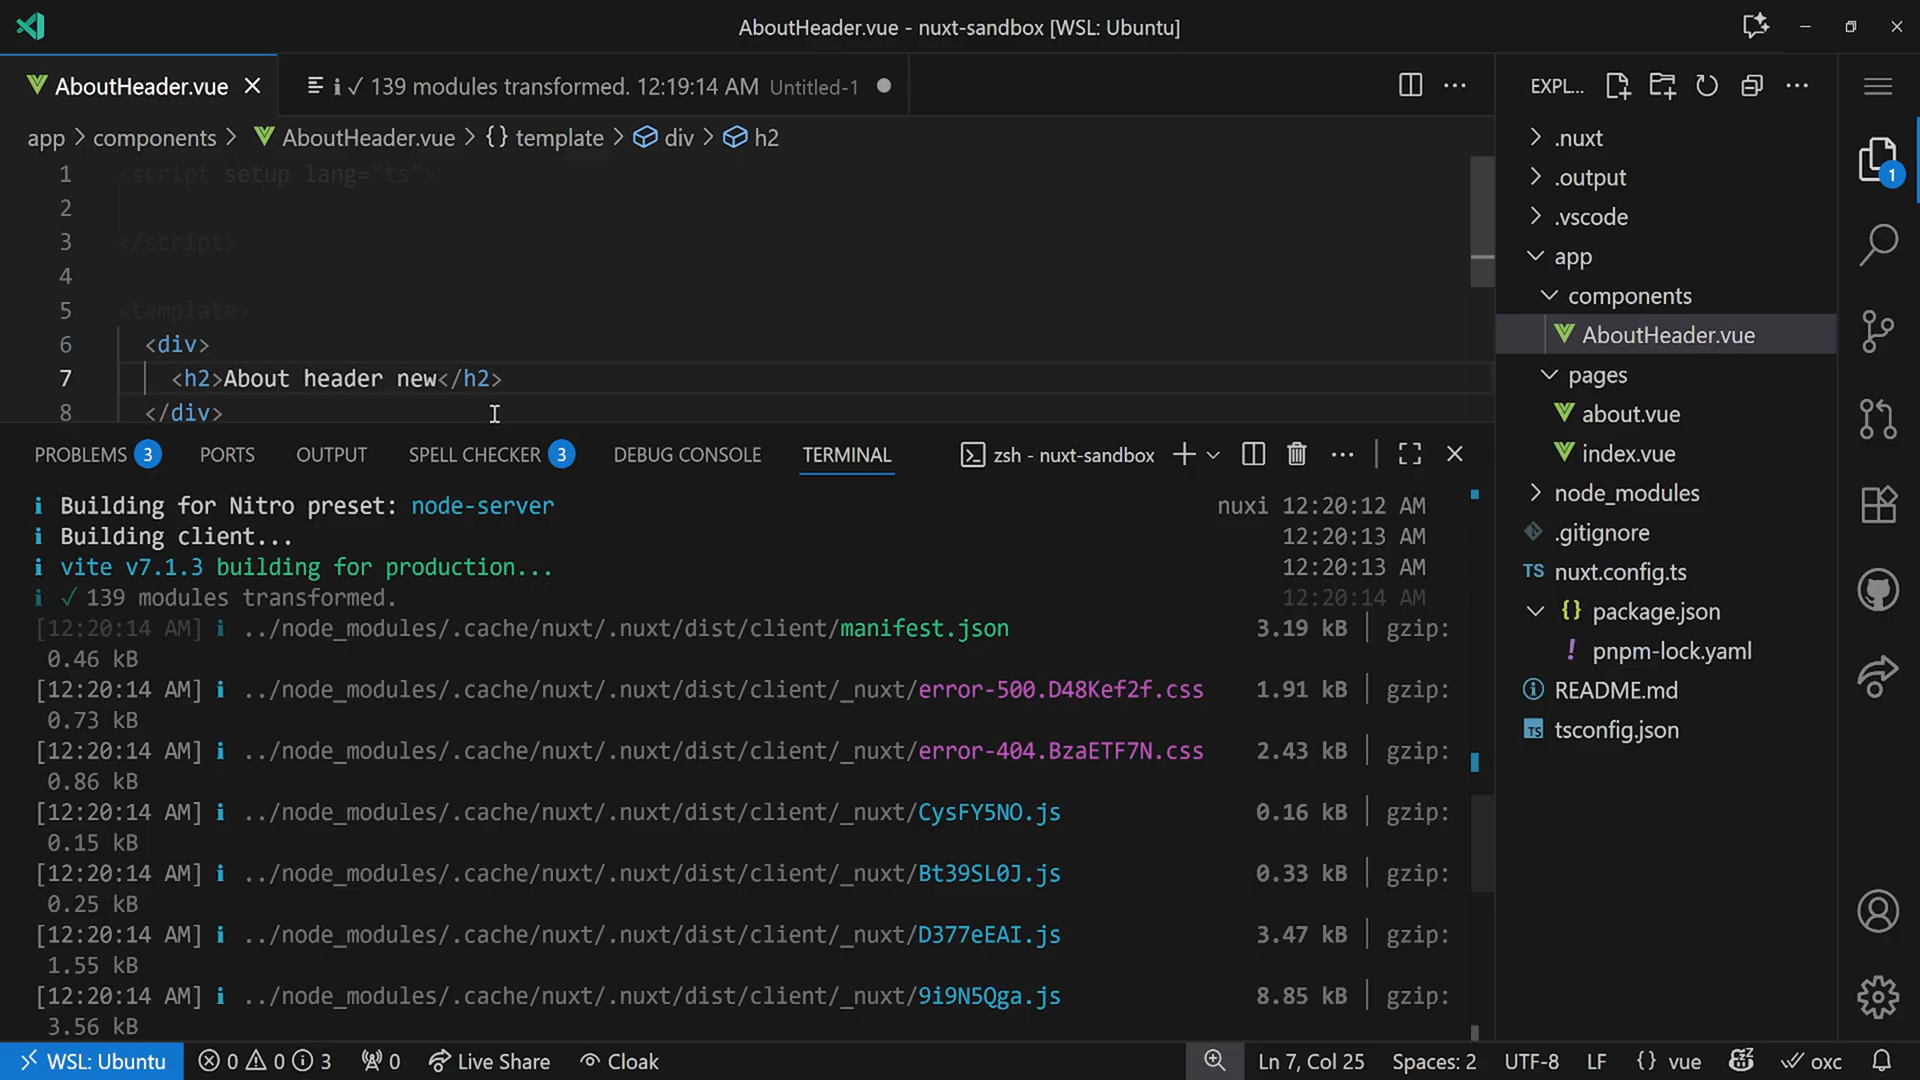 AboutHeader.vue - nuxt-sandbox [WSL: Ubuntu]
AboutHeader.vue
ℹ ✓ 139 modules transformed. 12:19:14 AM Untitled-1
app > components > AboutHeader.vue > {} template > div > h2
1 <script setup lang="ts">
2
3 </script>
4
5 <template>
6 <div>
7 <h2>About header new</h2>
8 </div>
PROBLEMS 3 PORTS OUTPUT SPELL CHECKER 3 DEBUG CONSOLE TERMINAL zsh - nuxt-sandbox
ℹ Building for Nitro preset: node-server nuxi 12:20:12 AM
ℹ Building client... 12:20:13 AM
ℹ vite v7.1.3 building for production... 12:20:13 AM
ℹ ✓ 139 modules transformed. 12:20:14 AM
[12:20:14 AM] ℹ ../node_modules/.cache/nuxt/.nuxt/dist/client/manifest.json 3.19 kB │ gzip:
0.46 kB
[12:20:14 AM] ℹ ../node_modules/.cache/nuxt/.nuxt/dist/client/_nuxt/error-500.D48Kef2f.css 1.91 kB │ gzip:
0.73 kB
[12:20:14 AM] ℹ ../node_modules/.cache/nuxt/.nuxt/dist/client/_nuxt/error-404.BzaETF7N.css 2.43 kB │ gzip:
0.86 kB
[12:20:14 AM] ℹ ../node_modules/.cache/nuxt/.nuxt/dist/client/_nuxt/CysFY5NO.js 0.16 kB │ gzip:
0.15 kB
[12:20:14 AM] ℹ ../node_modules/.cache/nuxt/.nuxt/dist/client/_nuxt/Bt39SL0J.js 0.33 kB │ gzip:
0.25 kB
[12:20:14 AM] ℹ ../node_modules/.cache/nuxt/.nuxt/dist/client/_nuxt/D377eEAI.js 3.47 kB │ gzip:
1.55 kB
[12:20:14 AM] ℹ ../node_modules/.cache/nuxt/.nuxt/dist/client/_nuxt/9i9N5Qga.js 8.85 kB │ gzip:
3.56 kB
EXPL...
.nuxt
.output
.vscode
app
components
AboutHeader.vue
pages
about.vue
index.vue
node_modules
.gitignore
TS nuxt.config.ts
{} package.json
! pnpm-lock.yaml
README.md
TS tsconfig.json
1
WSL: Ubuntu 0 0 3 0 Live Share Cloak Ln 7, Col 25 Spaces: 2 UTF-8 LF {} vue oxc